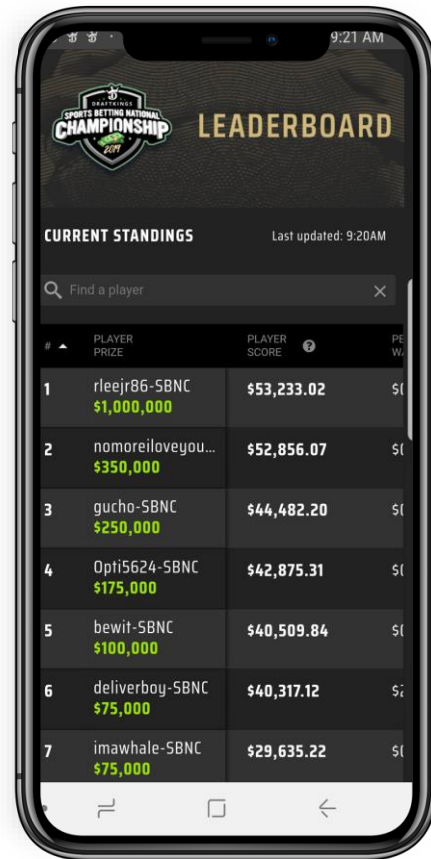 9:21 AM
DRAFTKINGS
SPORTS BETTING NATIONAL
CHAMPIONSHIP
2019
LEADERBOARD
CURRENT STANDINGS
Last updated: 9:20AM
Find a player
# PLAYER PRIZE PLAYER SCORE ?
1 rleejr86-SBNC $53,233.02
$1,000,000
2 nomoreiloveyou... $52,856.07
$350,000
3 gucho-SBNC $44,482.20
$250,000
4 Opti5624-SBNC $42,875.31
$175,000
5 bewit-SBNC $40,509.84
$100,000
6 deliverboy-SBNC $40,317.12
$75,000
7 imawhale-SBNC $29,635.22
$75,000